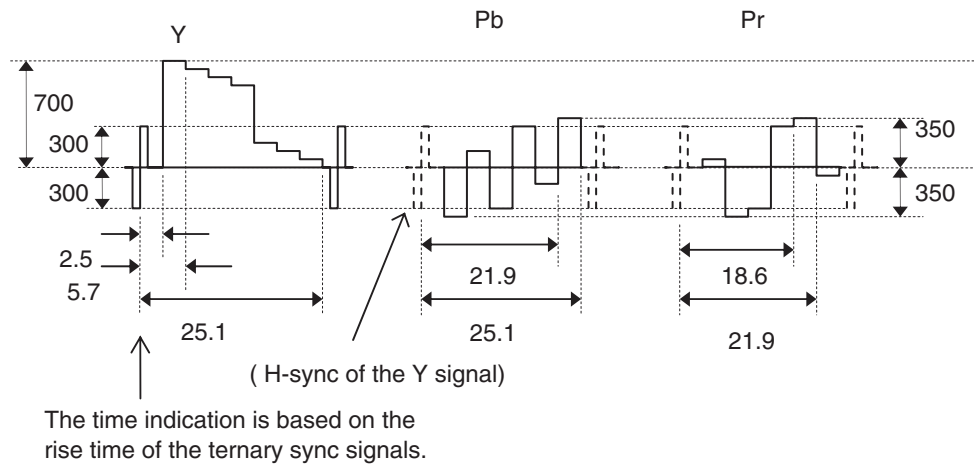 Y
Pb
Pr
700
300
300
350
350
2.5
5.7
25.1
21.9
25.1
18.6
21.9
( H-sync of the Y signal)
The time indication is based on the
rise time of the ternary sync signals.